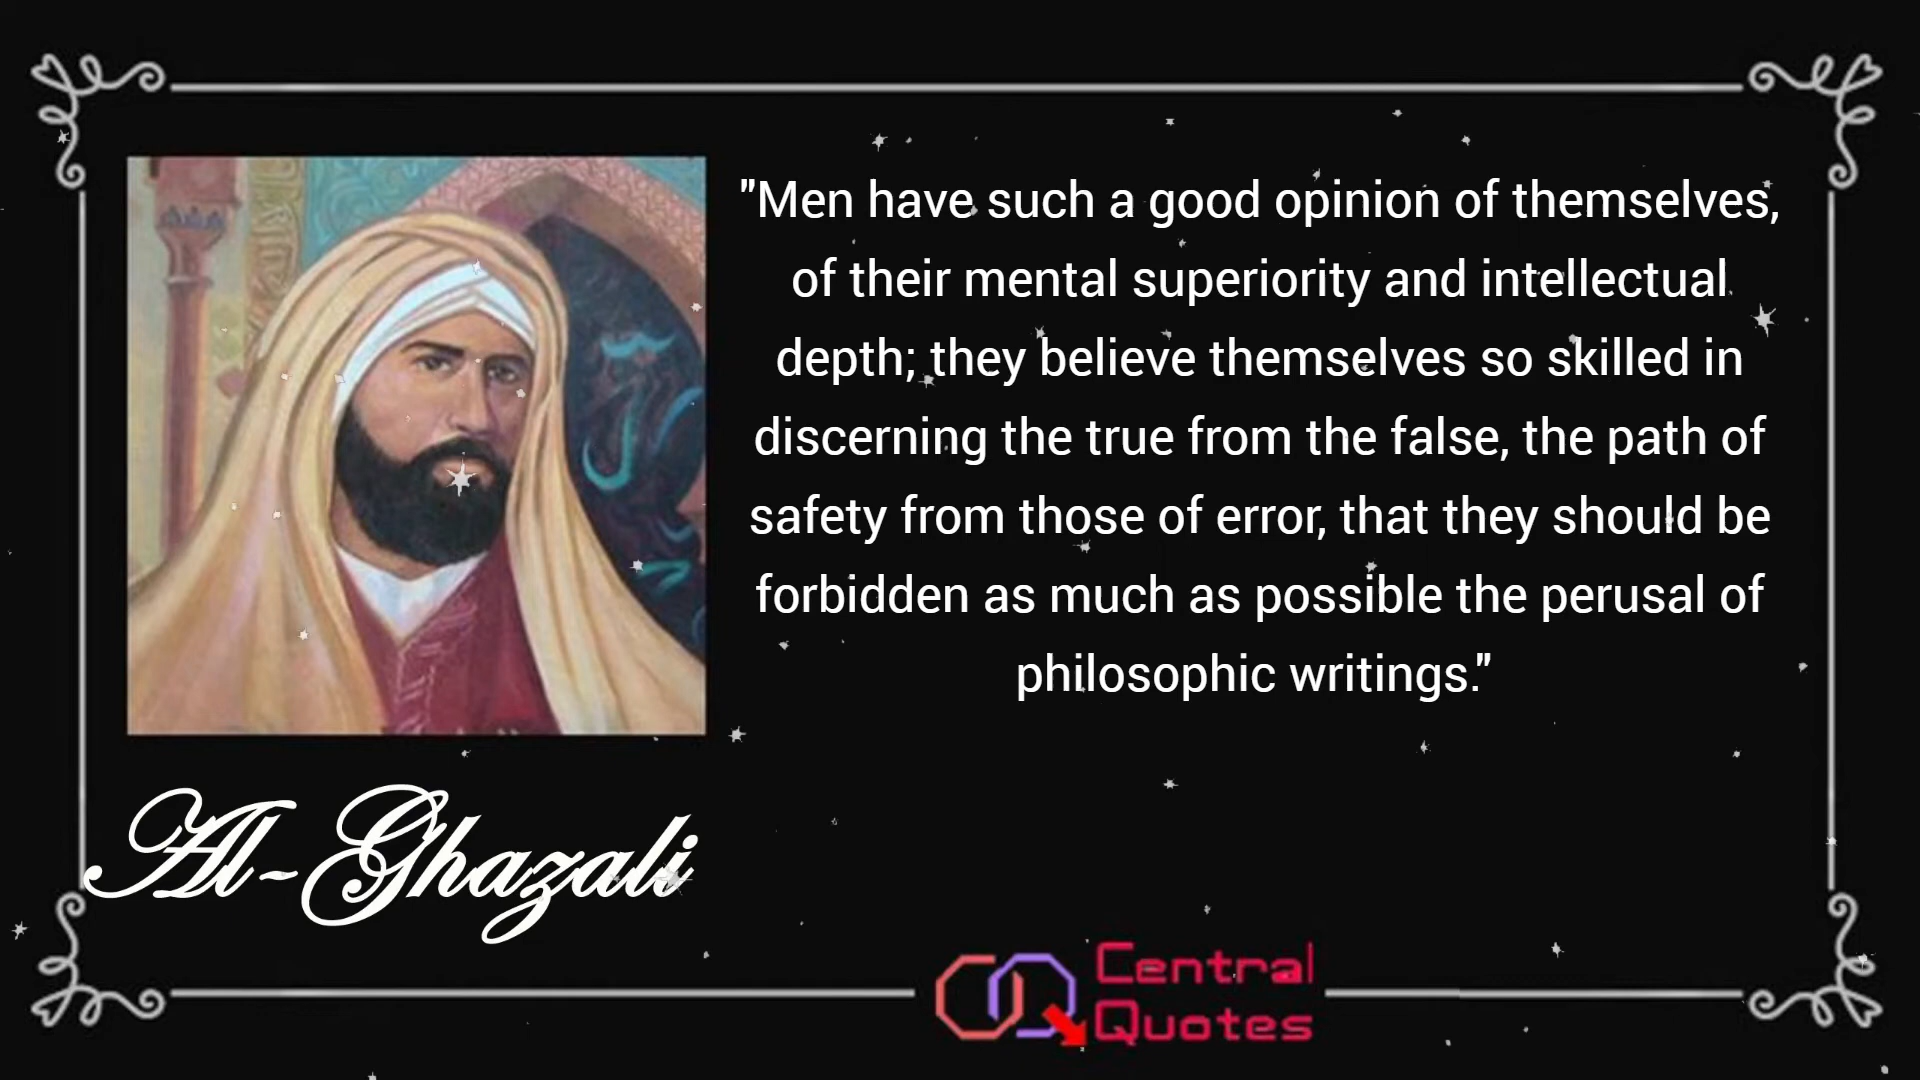 "Men have such a good opinion of themselves,
of their mental superiority and intellectual
depth; they believe themselves so skilled in
discerning the true from the false, the path of
safety from those of error, that they should be
forbidden as much as possible the perusal of
philosophic writings."
Al-Ghazali
Central
Quotes